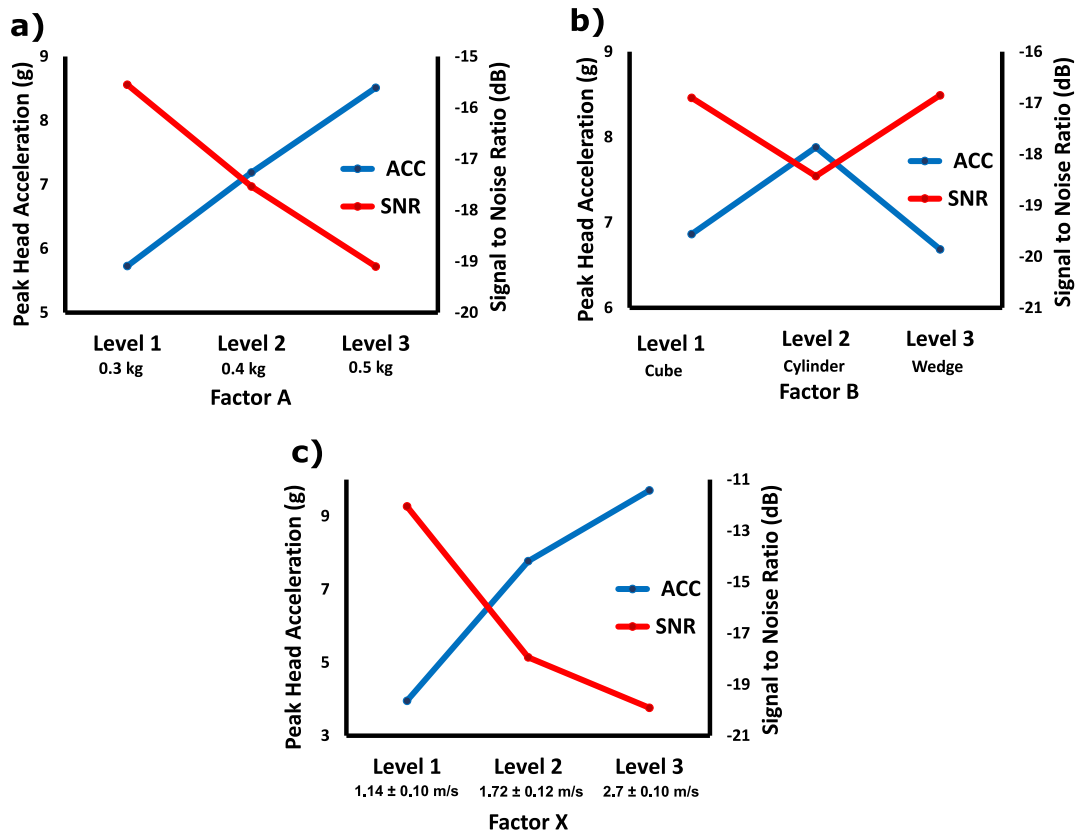 a)
Peak Head Acceleration (g)
9
8
7
6
5
-15
-16
-17
-18
-19
-20
Signal to Noise Ratio (dB)
ACC
SNR
Level 1
Level 2
Level 3
0.3 kg
0.4 kg
0.5 kg
Factor A
b)
Peak Head Acceleration (g)
9
8
7
6
-16
-17
-18
-19
-20
-21
Signal to Noise Ratio (dB)
ACC
SNR
Level 1
Level 2
Level 3
Cube
Cylinder
Wedge
Factor B
c)
Peak Head Acceleration (g)
9
7
5
3
-11
-13
-15
-17
-19
-21
Signal to Noise Ratio (dB)
ACC
SNR
Level 1
Level 2
Level 3
1.14 ± 0.10 m/s
1.72 ± 0.12 m/s
2.7 ± 0.10 m/s
Factor X